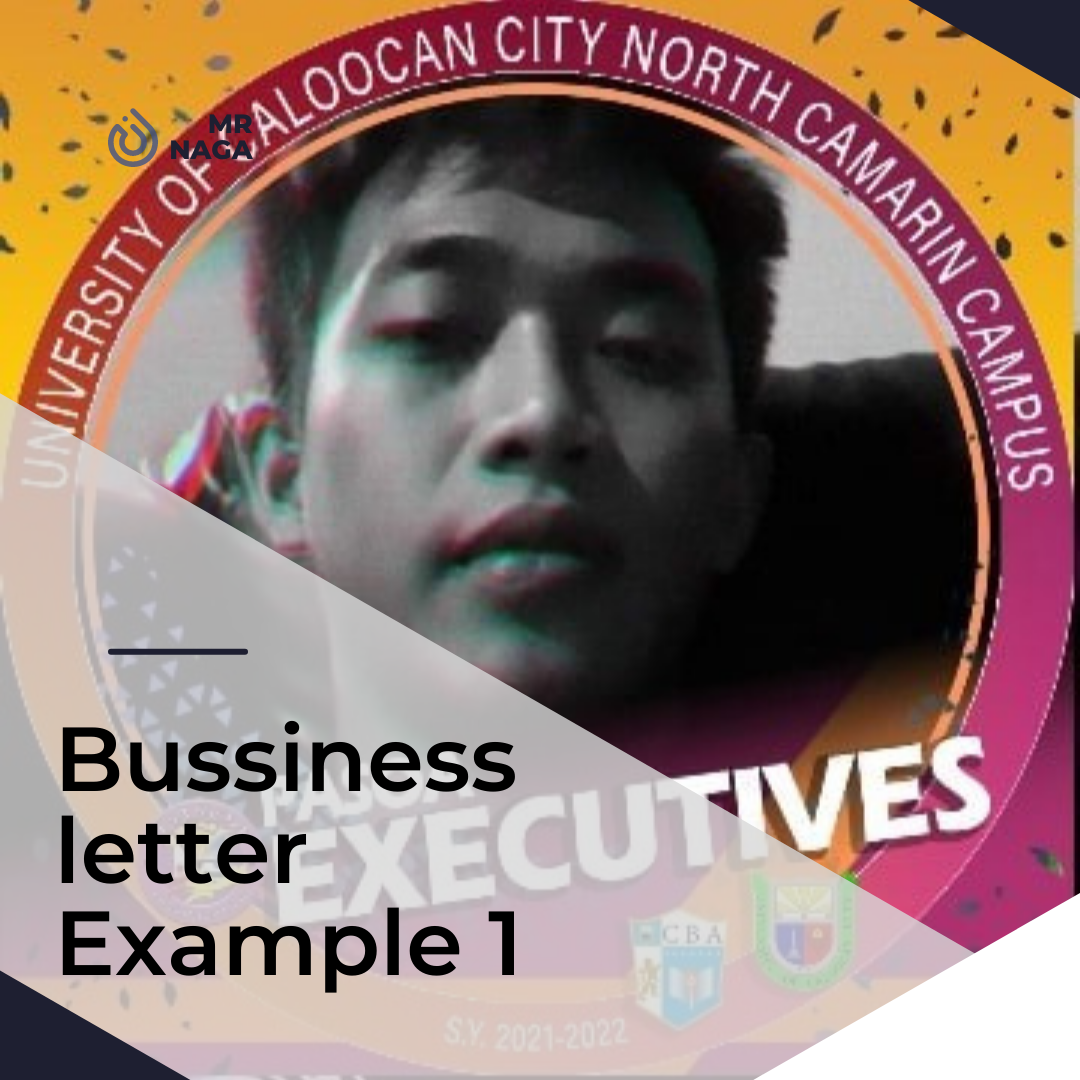 UNIVERSITY OF CALOOCAN CITY NORTH CAMARIN CAMPUS
MR
NAGA
Bussiness
letter
Example 1
EXECUTIVES
CBA
S.Y. 2021-2022